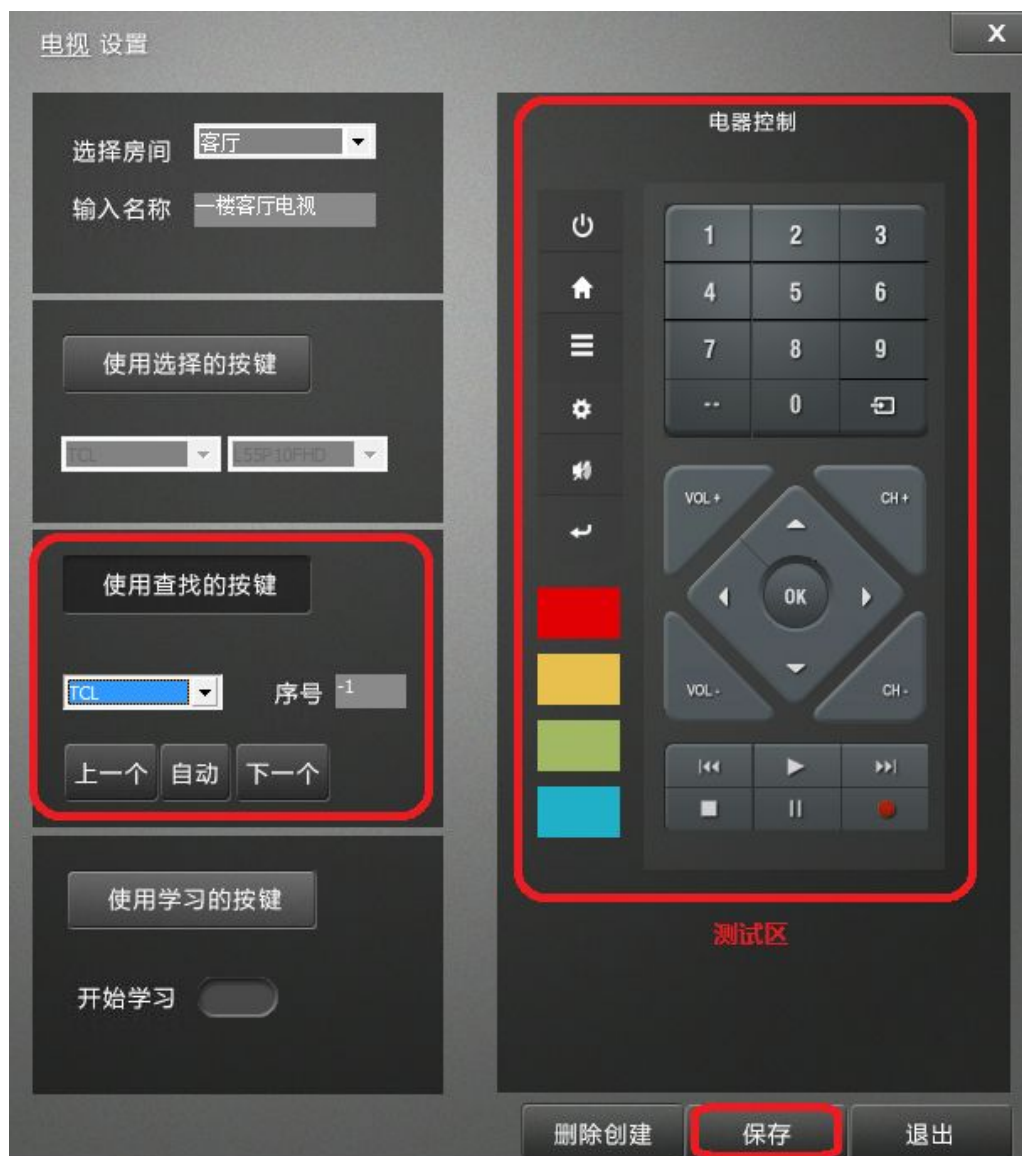 电视 设置
X
选择房间 客厅
输入名称 一楼客厅电视
使用选择的按键
TCL L55P10FHD
使用查找的按键
TCL 序号 -1
上一个 自动 下一个
使用学习的按键
开始学习
电器控制
1 2 3
4 5 6
7 8 9
-- 0
VOL+ CH+
OK
VOL- CH-
测试区
删除创建 保存 退出